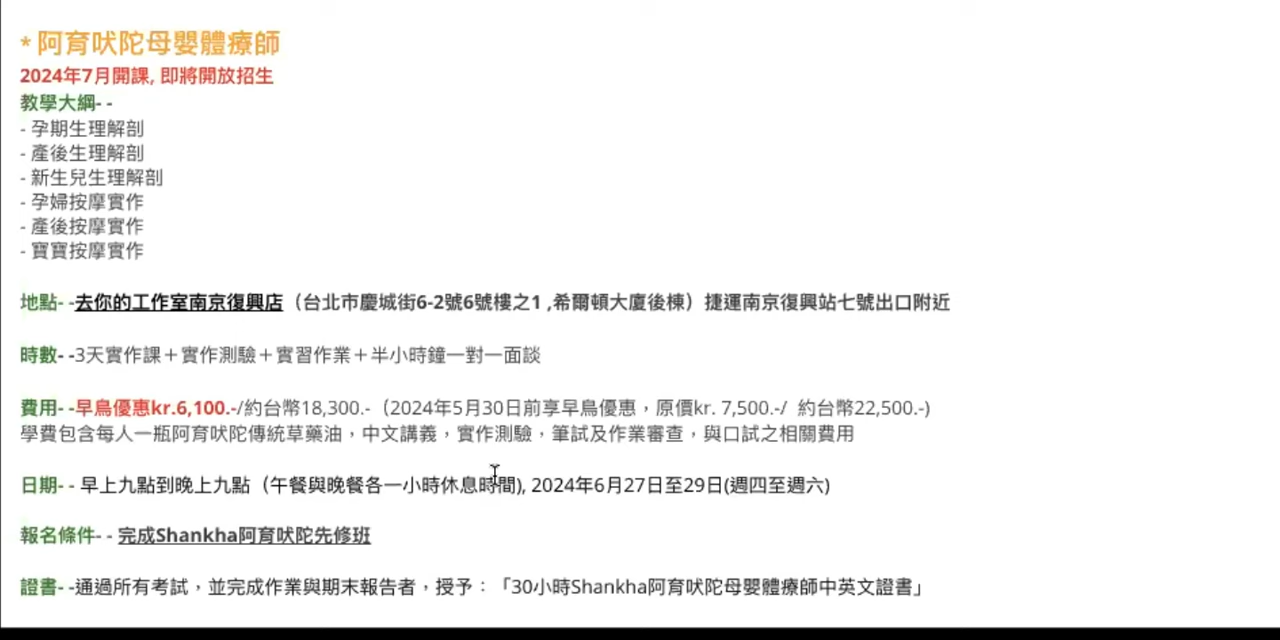 * 阿育吠陀母嬰體療師
2024年7月開課, 即將開放招生
教學大綱- -
- 孕期生理解剖
- 產後生理解剖
- 新生兒生理解剖
- 孕婦按摩實作
- 產後按摩實作
- 寶寶按摩實作
地點- -去你的工作室南京復興店（台北市慶城街6-2號6號樓之1 ,希爾頓大廈後棟）捷運南京復興站七號出口附近
時數- -3天實作課＋實作測驗＋實習作業＋半小時鐘一對一面談
費用- -早鳥優惠kr.6,100.-/約台幣18,300.-（2024年5月30日前享早鳥優惠，原價kr. 7,500.-/ 約台幣22,500.-)
學費包含每人一瓶阿育吠陀傳統草藥油，中文講義，實作測驗，筆試及作業審查，與口試之相關費用
日期- - 早上九點到晚上九點（午餐與晚餐各一小時休息時間), 2024年6月27日至29日(週四至週六)
報名條件- - 完成Shankha阿育吠陀先修班
證書- -通過所有考試，並完成作業與期末報告者，授予：「30小時Shankha阿育吠陀母嬰體療師中英文證書」